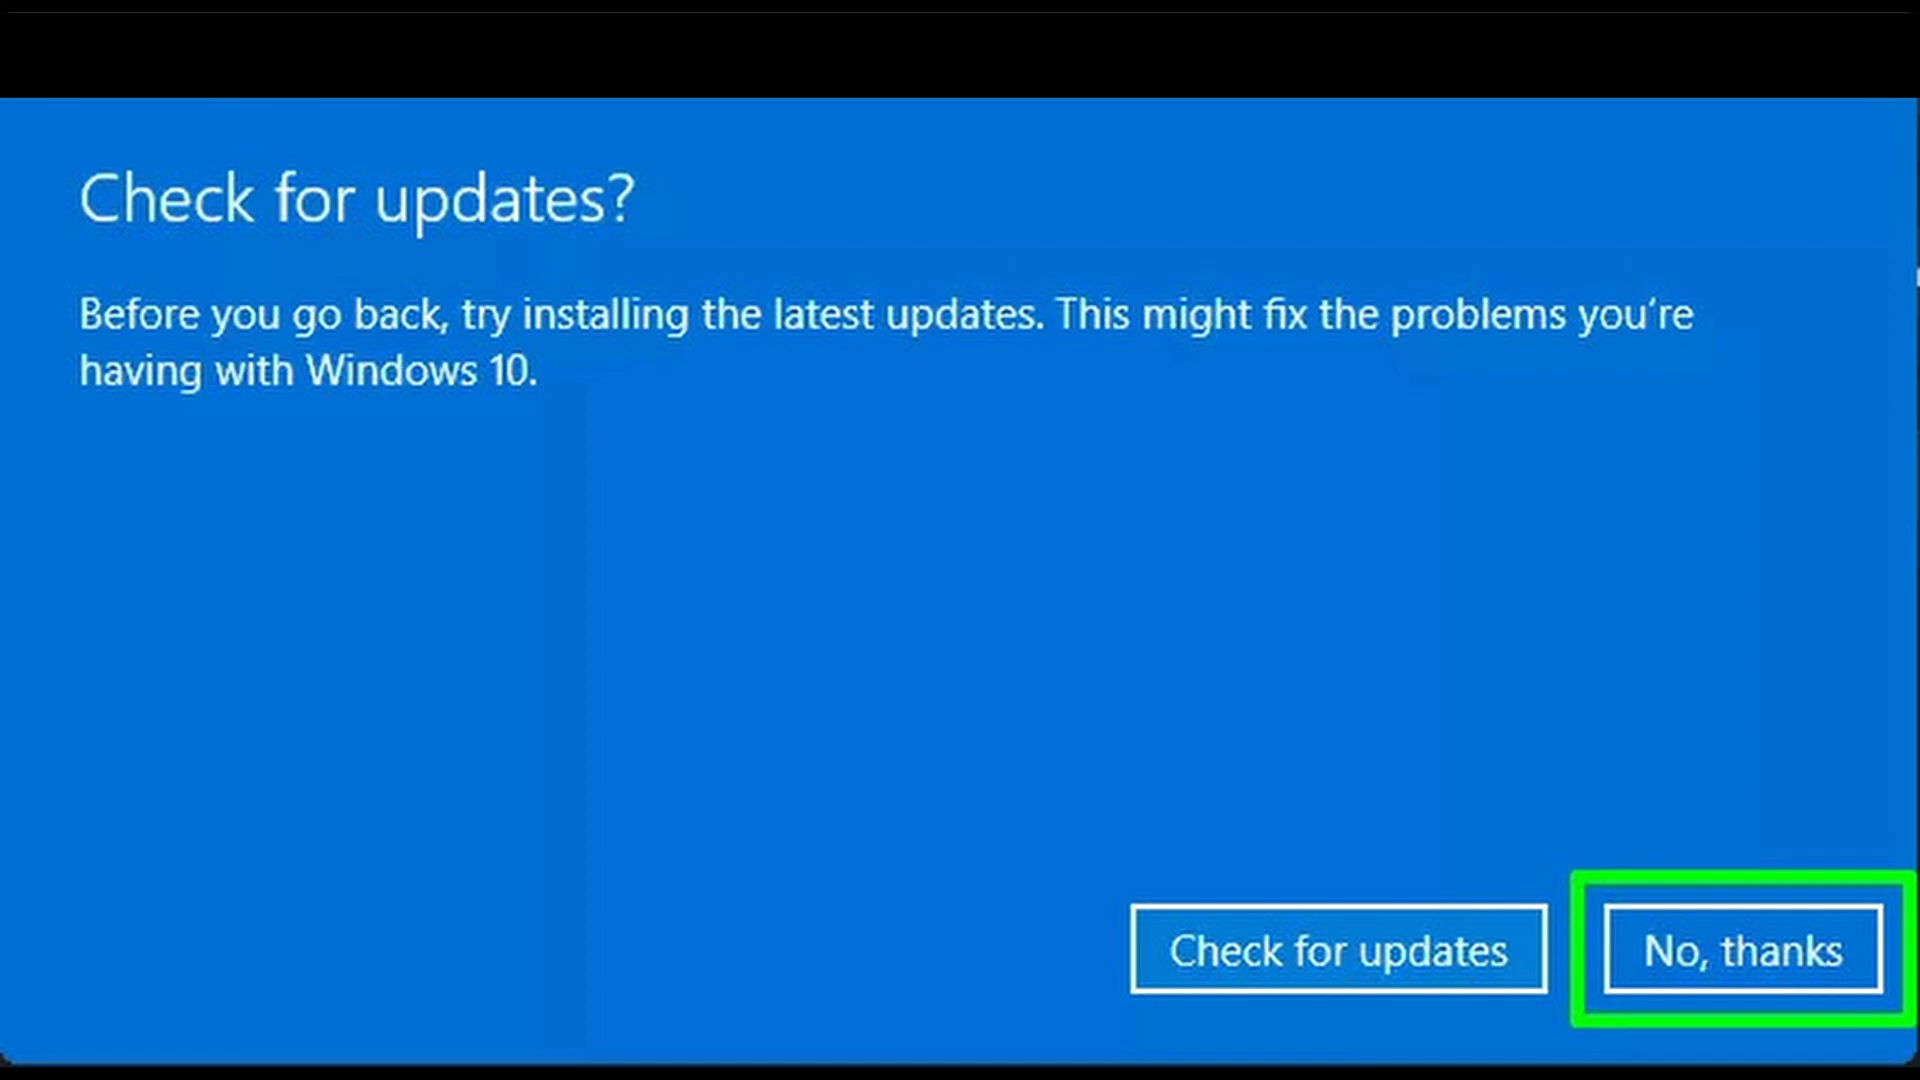 Check for updates?
Before you go back, try installing the latest updates. This might fix the problems you’re
having with Windows 10.
Check for updates
No, thanks